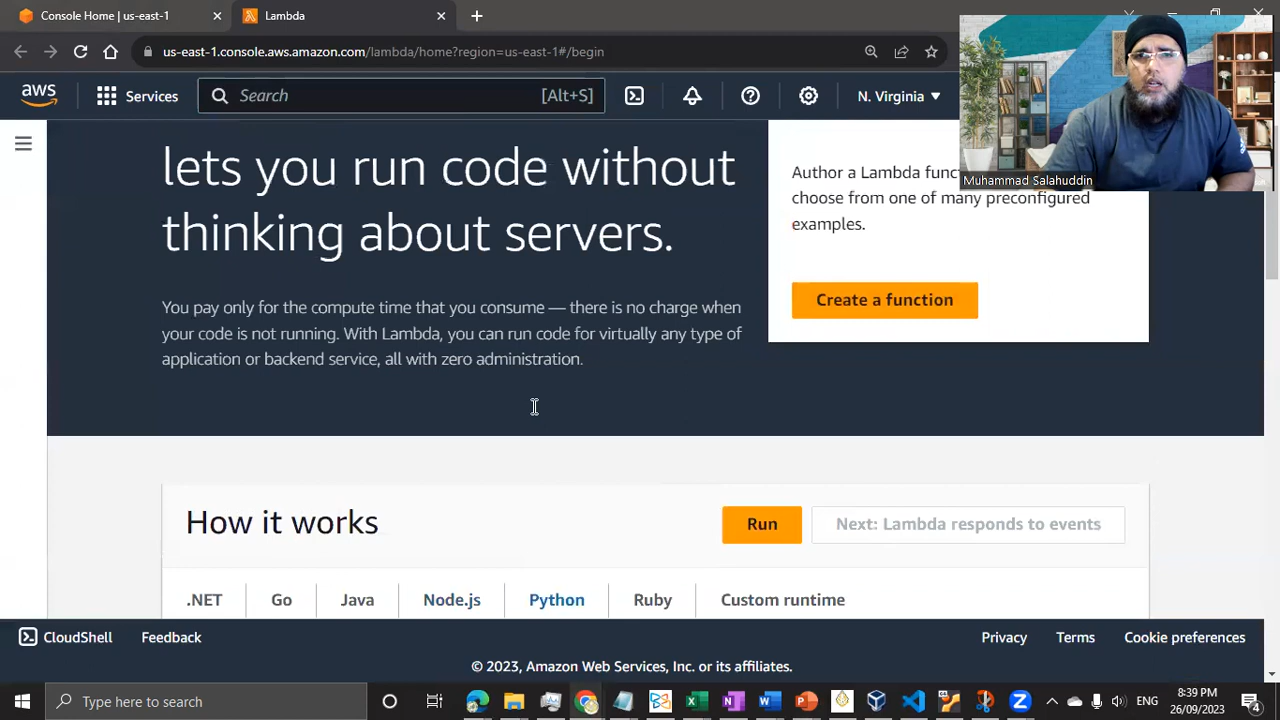 Console Home | us-east-1
Lambda
us-east-1.console.aws.amazon.com/lambda/home?region=us-east-1#/begin
aws
Services
Search
[Alt+S]
N. Virginia
Muhammad Salahuddin
lets you run code without
thinking about servers.
You pay only for the compute time that you consume — there is no charge when
your code is not running. With Lambda, you can run code for virtually any type of
application or backend service, all with zero administration.
Author a Lambda
choose from one of many preconfigured
examples.
Create a function
How it works
Run
Next: Lambda responds to events
.NET
Go
Java
Node.js
Python
Ruby
Custom runtime
CloudShell
Feedback
Privacy
Terms
Cookie preferences
© 2023, Amazon Web Services, Inc. or its affiliates.
Type here to search
ENG
8:39 PM
26/09/2023
4